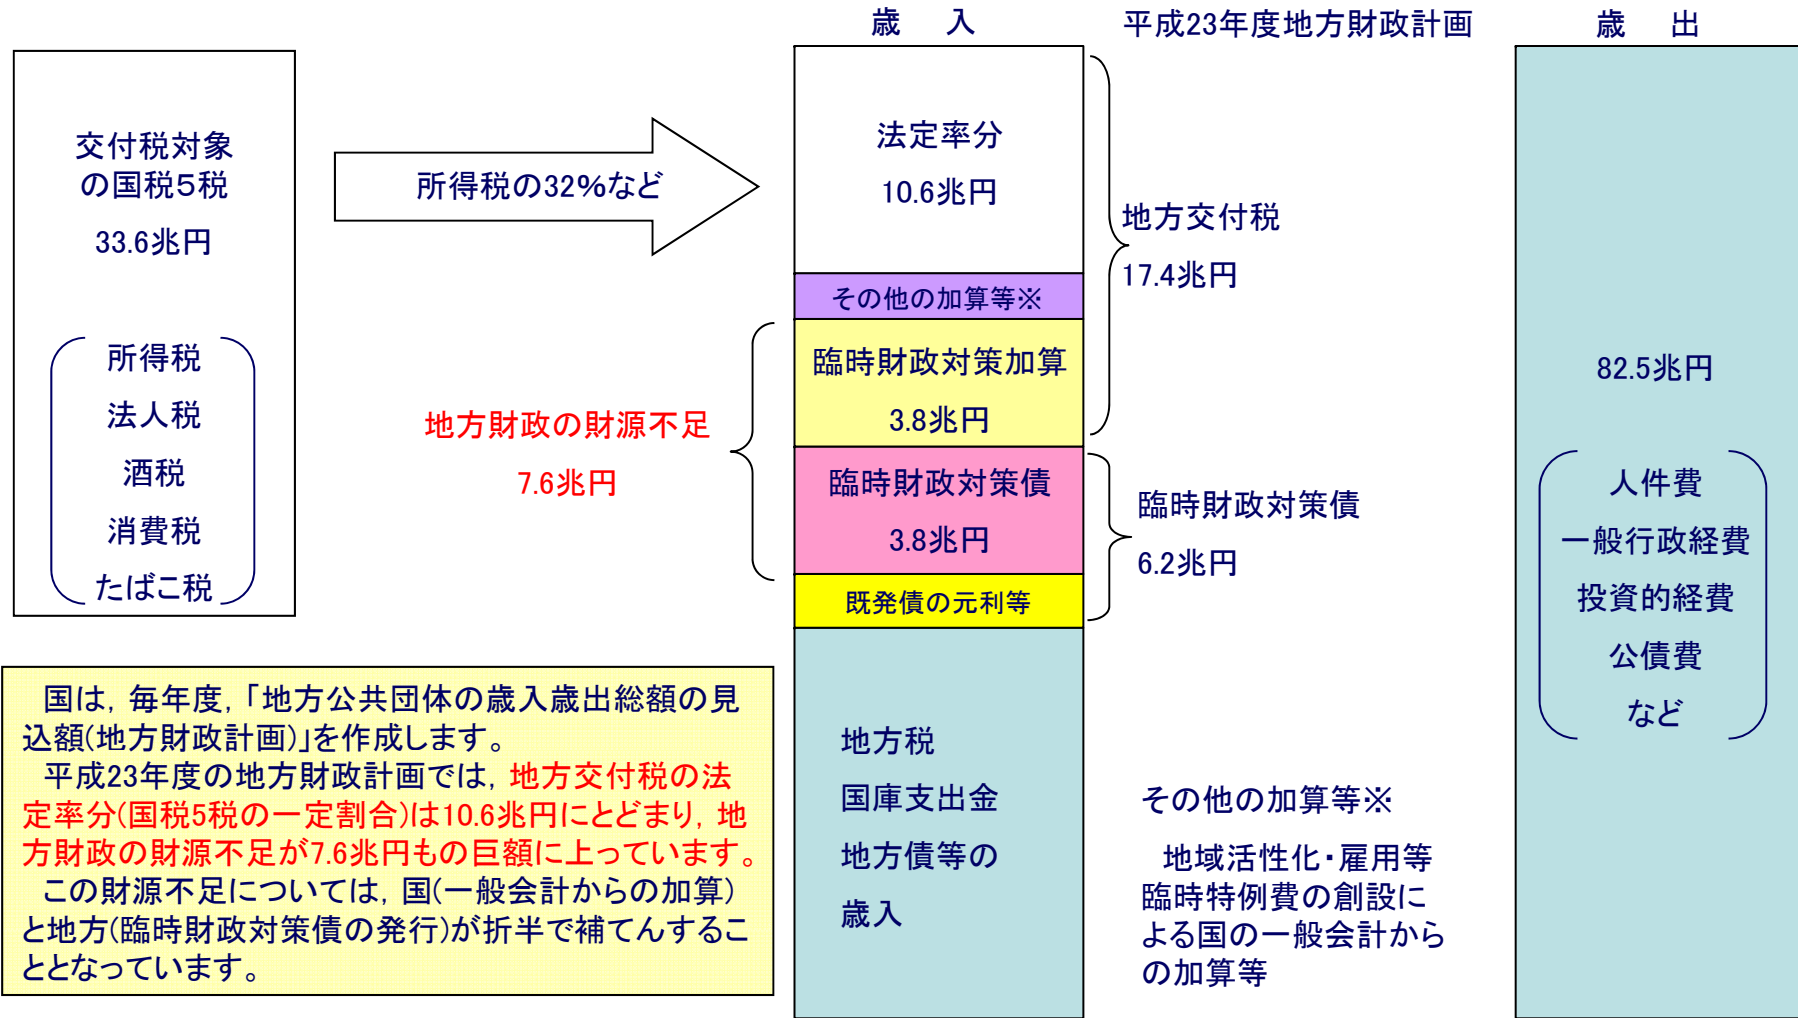 歳　入
平成23年度地方財政計画
歳　出
交付税対象
の国税5税
33.6兆円
所得税
法人税
酒税
消費税
たばこ税
所得税の32%など
法定率分
10.6兆円
その他の加算等※
臨時財政対策加算
3.8兆円
臨時財政対策債
3.8兆円
既発債の元利等
地方税
国庫支出金
地方債等の
歳入
地方財政の財源不足
7.6兆円
地方交付税
17.4兆円
臨時財政対策債
6.2兆円
82.5兆円
人件費
一般行政経費
投資的経費
公債費
など
国は，毎年度，「地方公共団体の歳入歳出総額の見
込額(地方財政計画)」を作成します。
平成23年度の地方財政計画では，地方交付税の法
定率分(国税5税の一定割合)は10.6兆円にとどまり，地
方財政の財源不足が7.6兆円もの巨額に上っています。
この財源不足については，国(一般会計からの加算)
と地方(臨時財政対策債の発行)が折半で補てんするこ
ととなっています。
その他の加算等※
地域活性化・雇用等
臨時特例費の創設に
よる国の一般会計から
の加算等